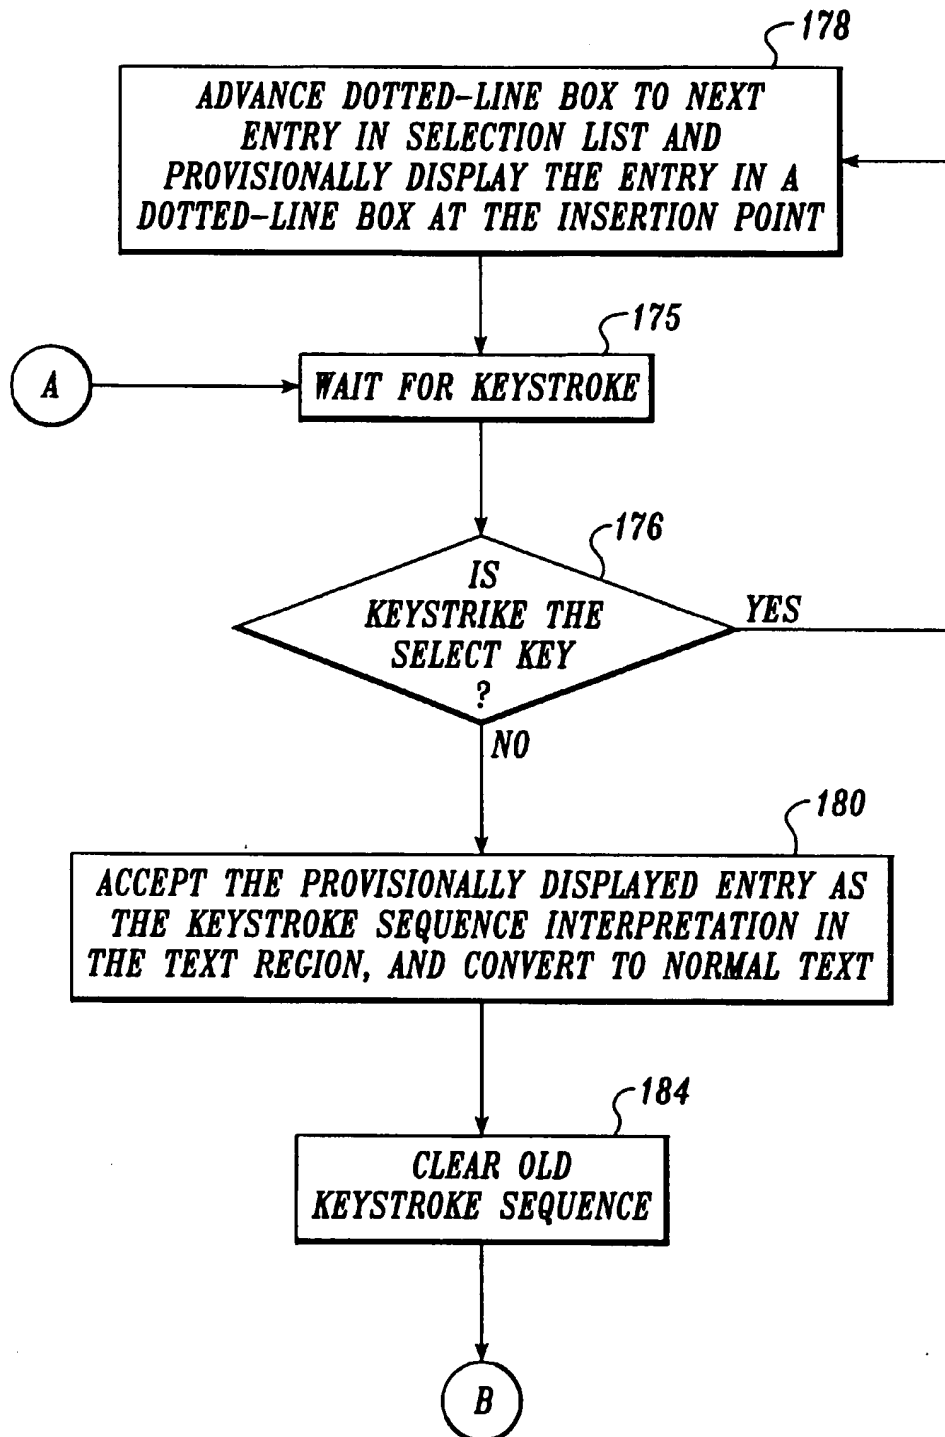 178
ADVANCE DOTTED-LINE BOX TO NEXT
ENTRY IN SELECTION LIST AND
PROVISIONALLY DISPLAY THE ENTRY IN A
DOTTED-LINE BOX AT THE INSERTION POINT
175
A
WAIT FOR KEYSTROKE
176
IS
KEYSTRIKE THE
SELECT KEY
?
YES
NO
180
ACCEPT THE PROVISIONALLY DISPLAYED ENTRY AS
THE KEYSTROKE SEQUENCE INTERPRETATION IN
THE TEXT REGION, AND CONVERT TO NORMAL TEXT
184
CLEAR OLD
KEYSTROKE SEQUENCE
B